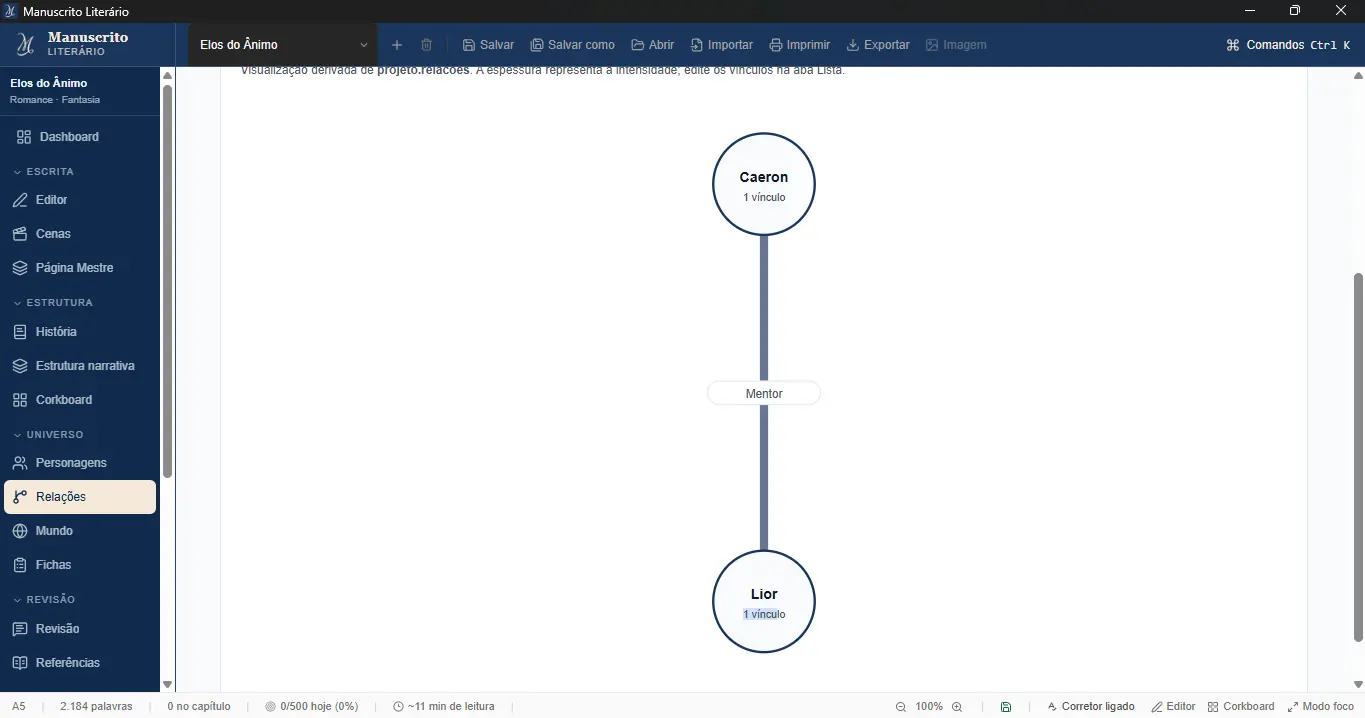 Manuscrito Literário
Manuscrito
LITERÁRIO
Elos do Ânimo
Salvar
Salvar como
Abrir
Importar
Imprimir
Exportar
Imagem
Comandos Ctrl K
Elos do Ânimo
Romance · Fantasia
Dashboard
ESCRITA
Editor
Cenas
Página Mestre
ESTRUTURA
História
Estrutura narrativa
Corkboard
UNIVERSO
Personagens
Relações
Mundo
Fichas
REVISÃO
Revisão
Referências
Visualização derivada de projeto.relacoes. A espessura representa a intensidade; edite os vínculos na aba Lista.
Caeron
1 vínculo
Mentor
Lior
1 vínculo
A5
2.184 palavras
0 no capítulo
0/500 hoje (0%)
~11 min de leitura
100%
Corretor ligado
Editor
Corkboard
Modo foco